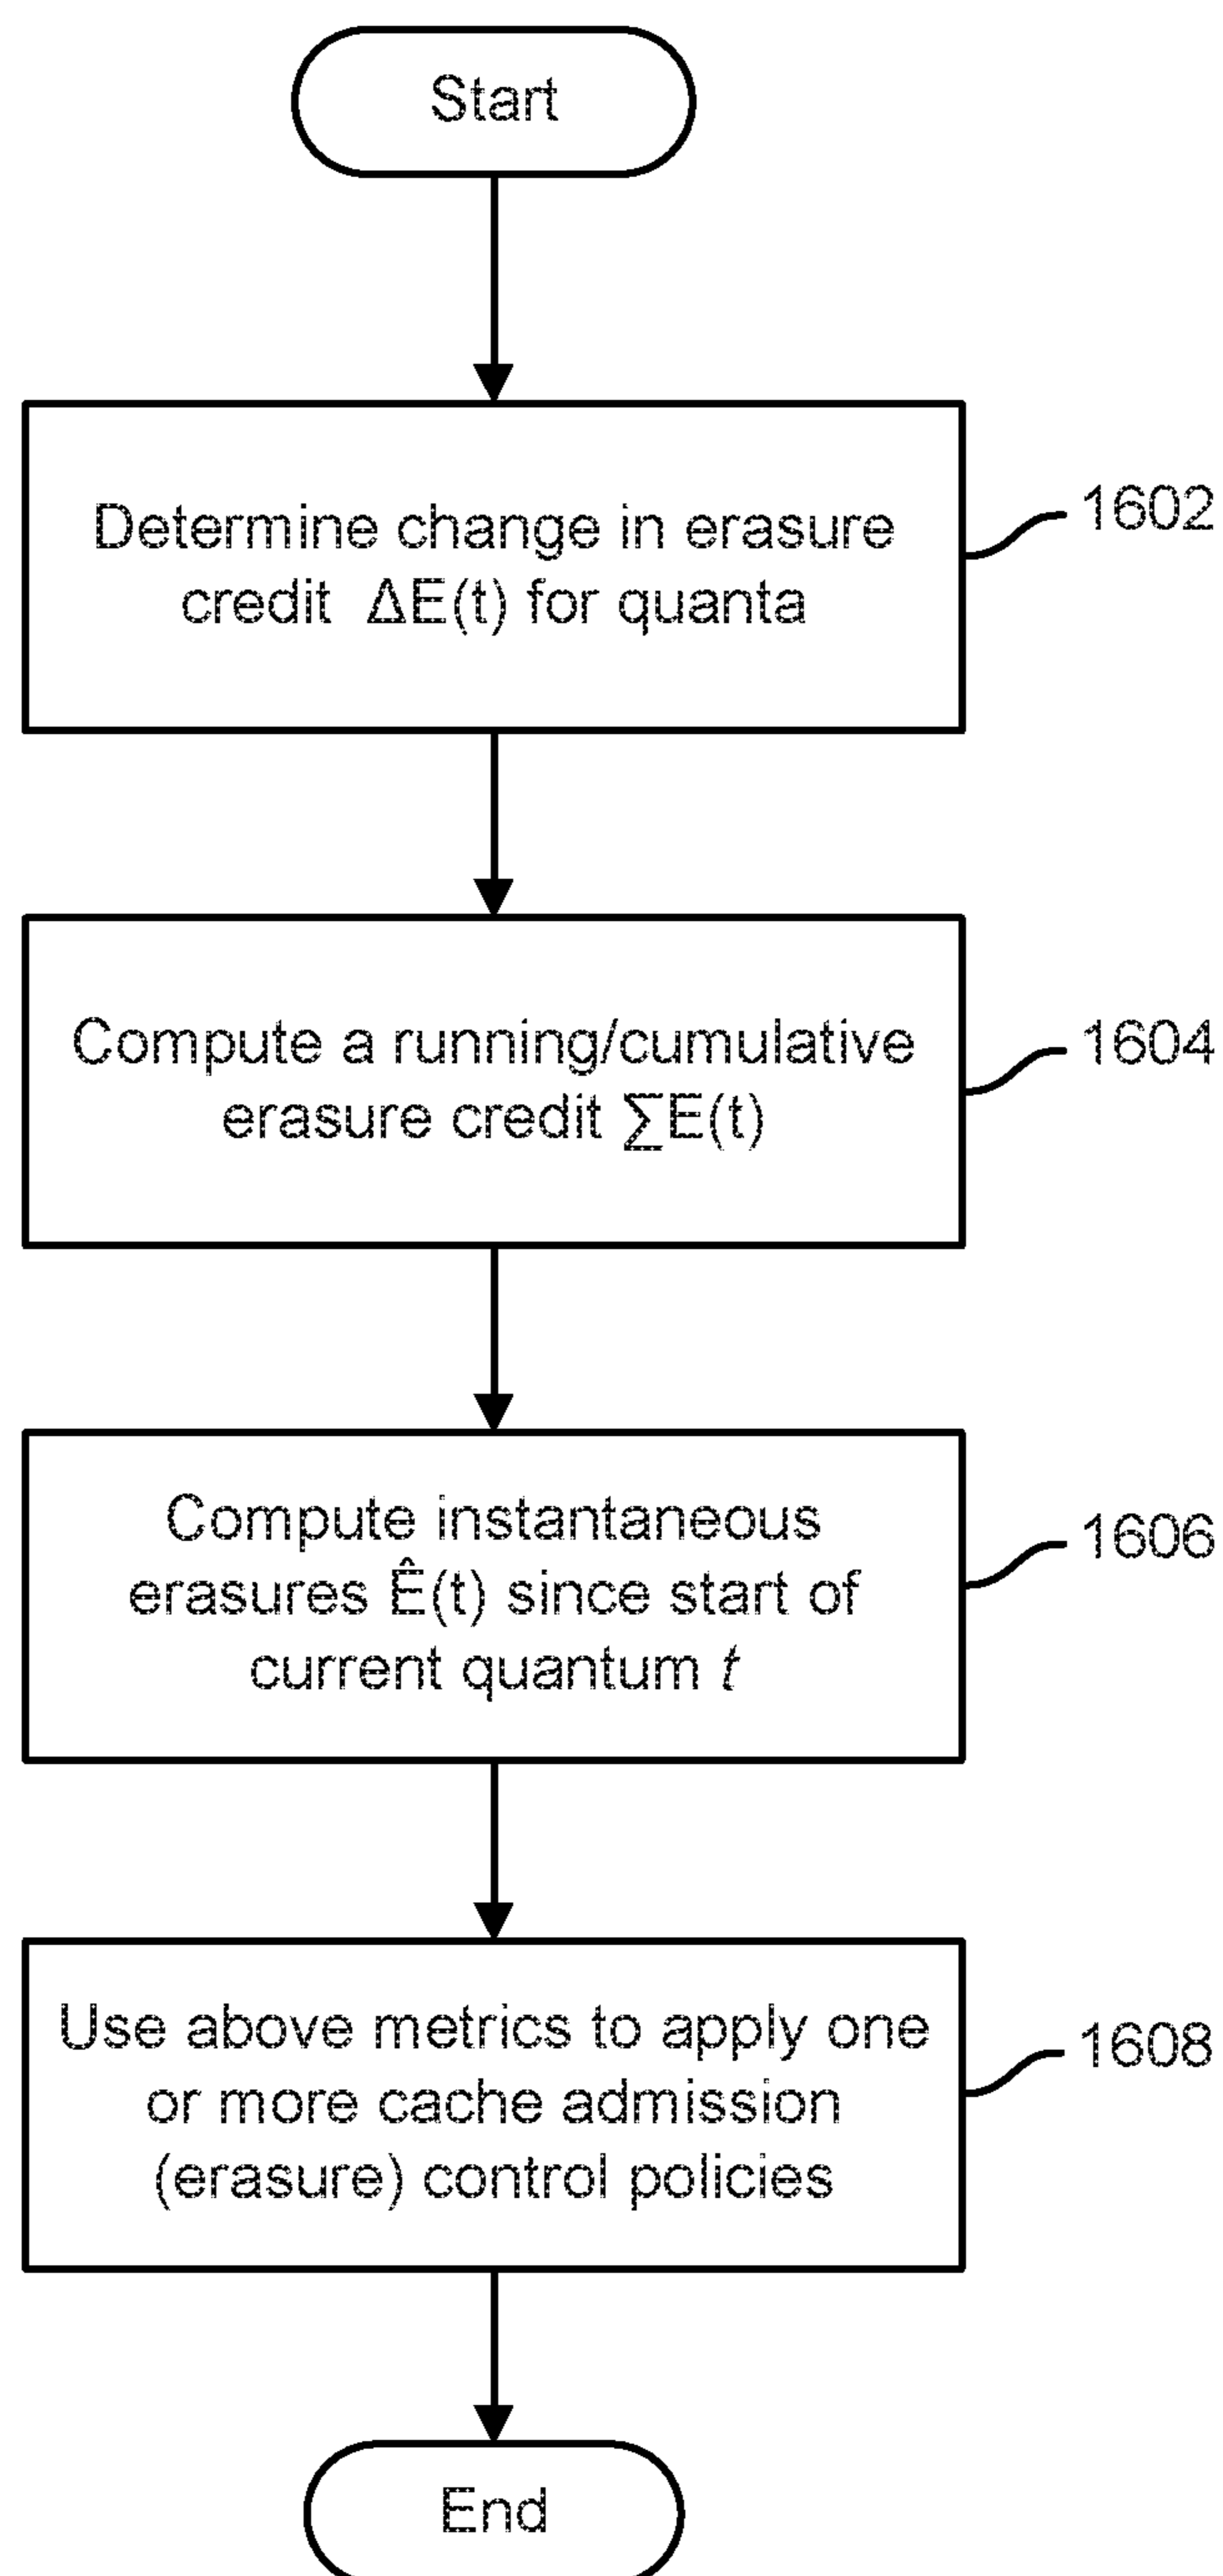 Start
Determine change in erasure
credit ΔE(t) for quanta
1602
Compute a running/cumulative
erasure credit ∑E(t)
1604
Compute instantaneous
erasures Ê(t) since start of
current quantum t
1606
Use above metrics to apply one
or more cache admission
(erasure) control policies
1608
End